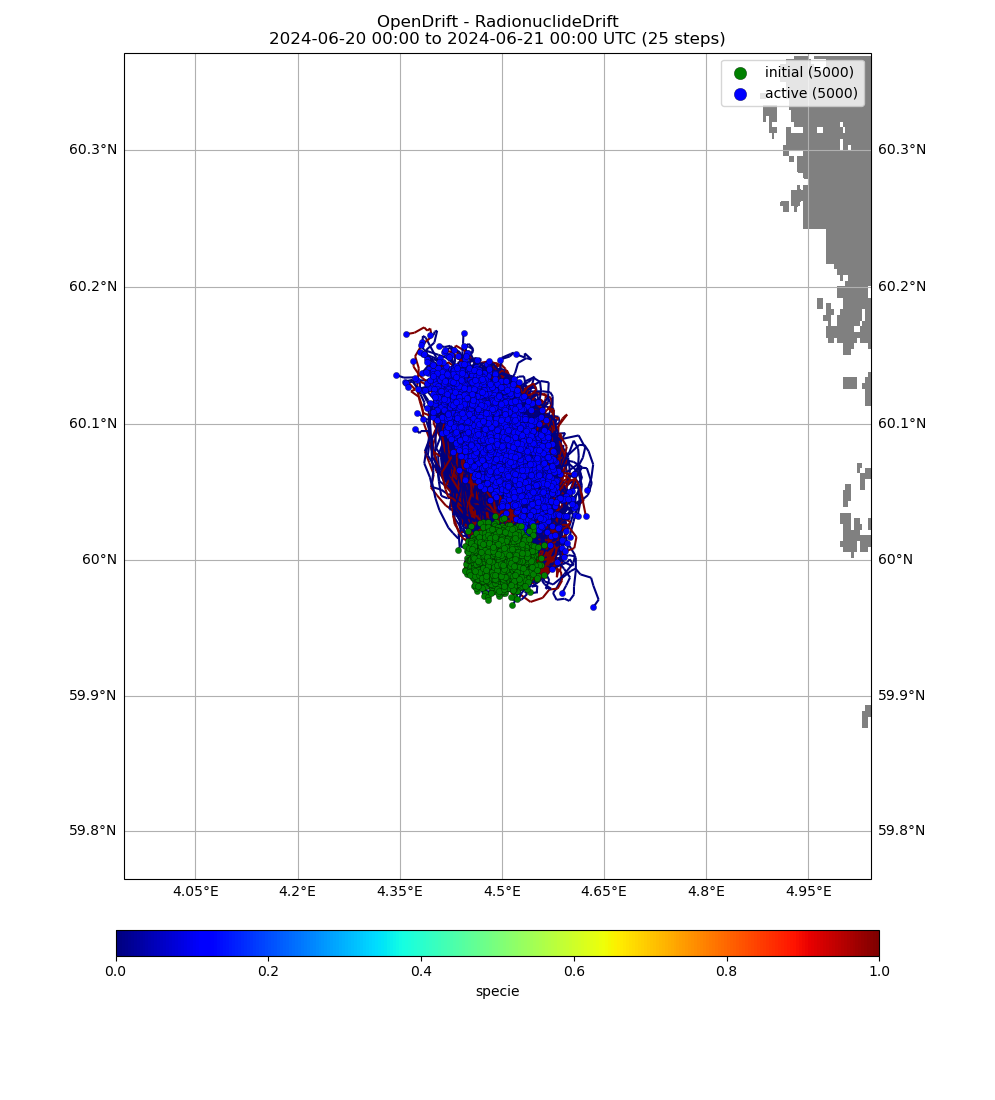 OpenDrift - RadionuclideDrift
2024-06-20 00:00 to 2024-06-21 00:00 UTC (25 steps)
initial (5000)
active (5000)
60.3°N
60.3°N
60.2°N
60.2°N
60.1°N
60.1°N
60°N
60°N
59.9°N
59.9°N
59.8°N
59.8°N
4.05°E
4.2°E
4.35°E
4.5°E
4.65°E
4.8°E
4.95°E
0.0
0.2
0.4
0.6
0.8
1.0
specie